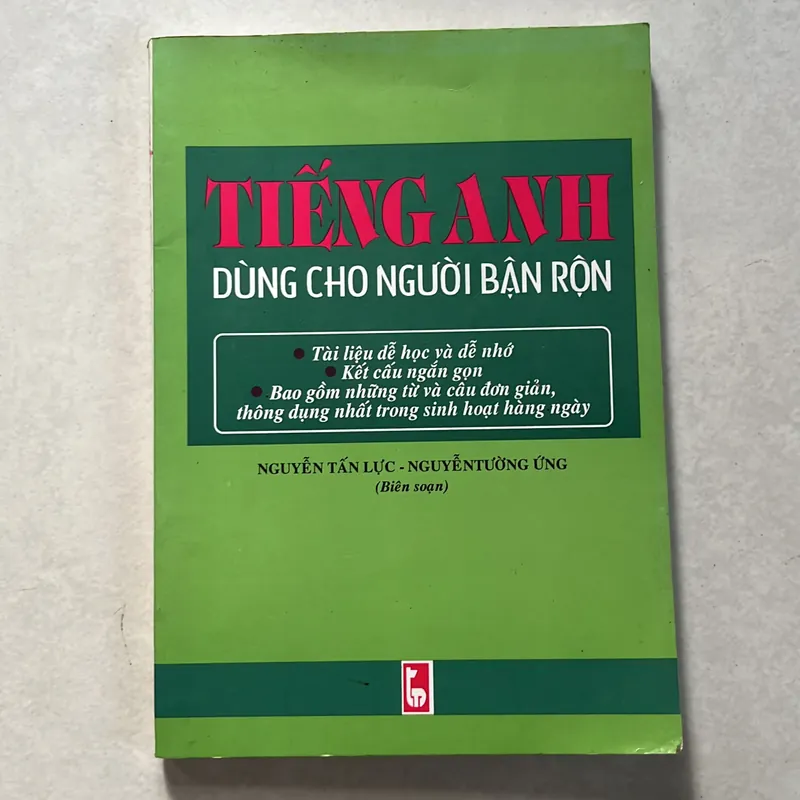 TIẾNG ANH
DÙNG CHO NGƯỜI BẬN RỘN
● Tài liệu dễ học và dễ nhớ
● Kết cấu ngắn gọn
● Bao gồm những từ và câu đơn giản,
thông dụng nhất trong sinh hoạt hàng ngày
NGUYỄN TẤN LỰC - NGUYỄNTƯỜNG ỨNG
(Biên soạn)